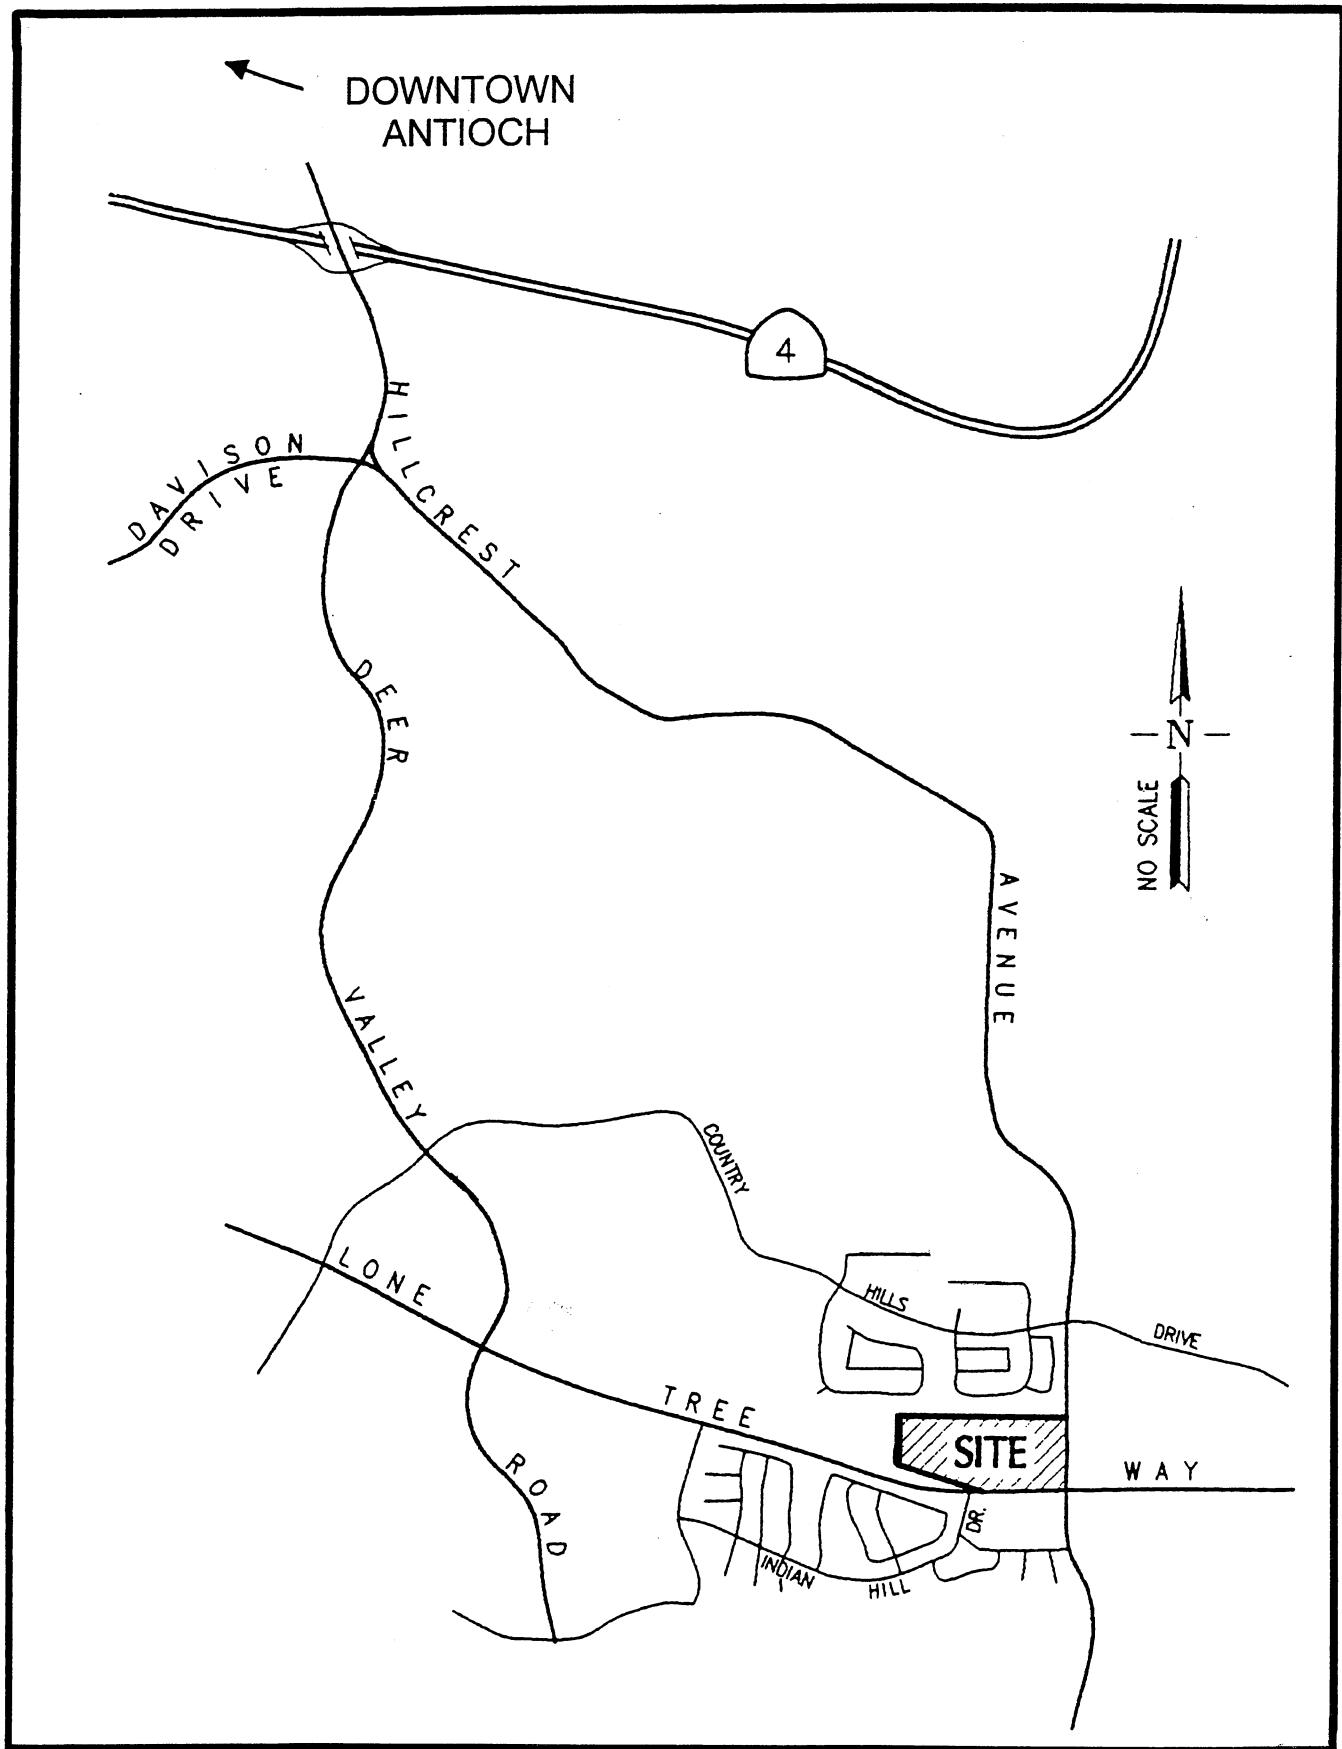 DOWNTOWN
ANTIOCH
4
HILLCREST
DAVISON
DRIVE
DEER
N
NO SCALE
AVENUE
VALLEY
COUNTRY
LONE
HILLS
DRIVE
TREE
SITE
WAY
ROAD
DR.
INDIAN
HILL